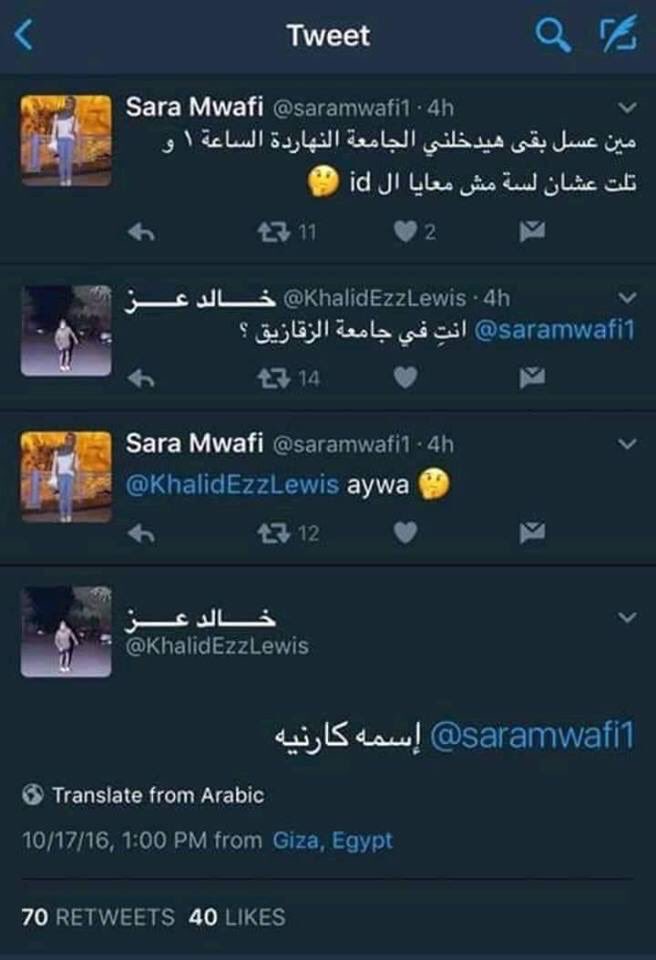 Tweet
Sara Mwafi @saramwafi1 · 4h
مين عسل بقى هيدخلني الجامعة النهاردة الساعة ١ و
تلت عشان لسة مش معايا ال id 🤔
11
2
خـــالد عـــز @KhalidEzzLewis · 4h
@saramwafi1 انتِ في جامعة الزقازيق ؟
14
Sara Mwafi @saramwafi1 · 4h
@KhalidEzzLewis aywa 🤔
12
خـــالد عـــز
@KhalidEzzLewis
@saramwafi1 إسمه كارنيه
Translate from Arabic
10/17/16, 1:00 PM from Giza, Egypt
70 RETWEETS 40 LIKES